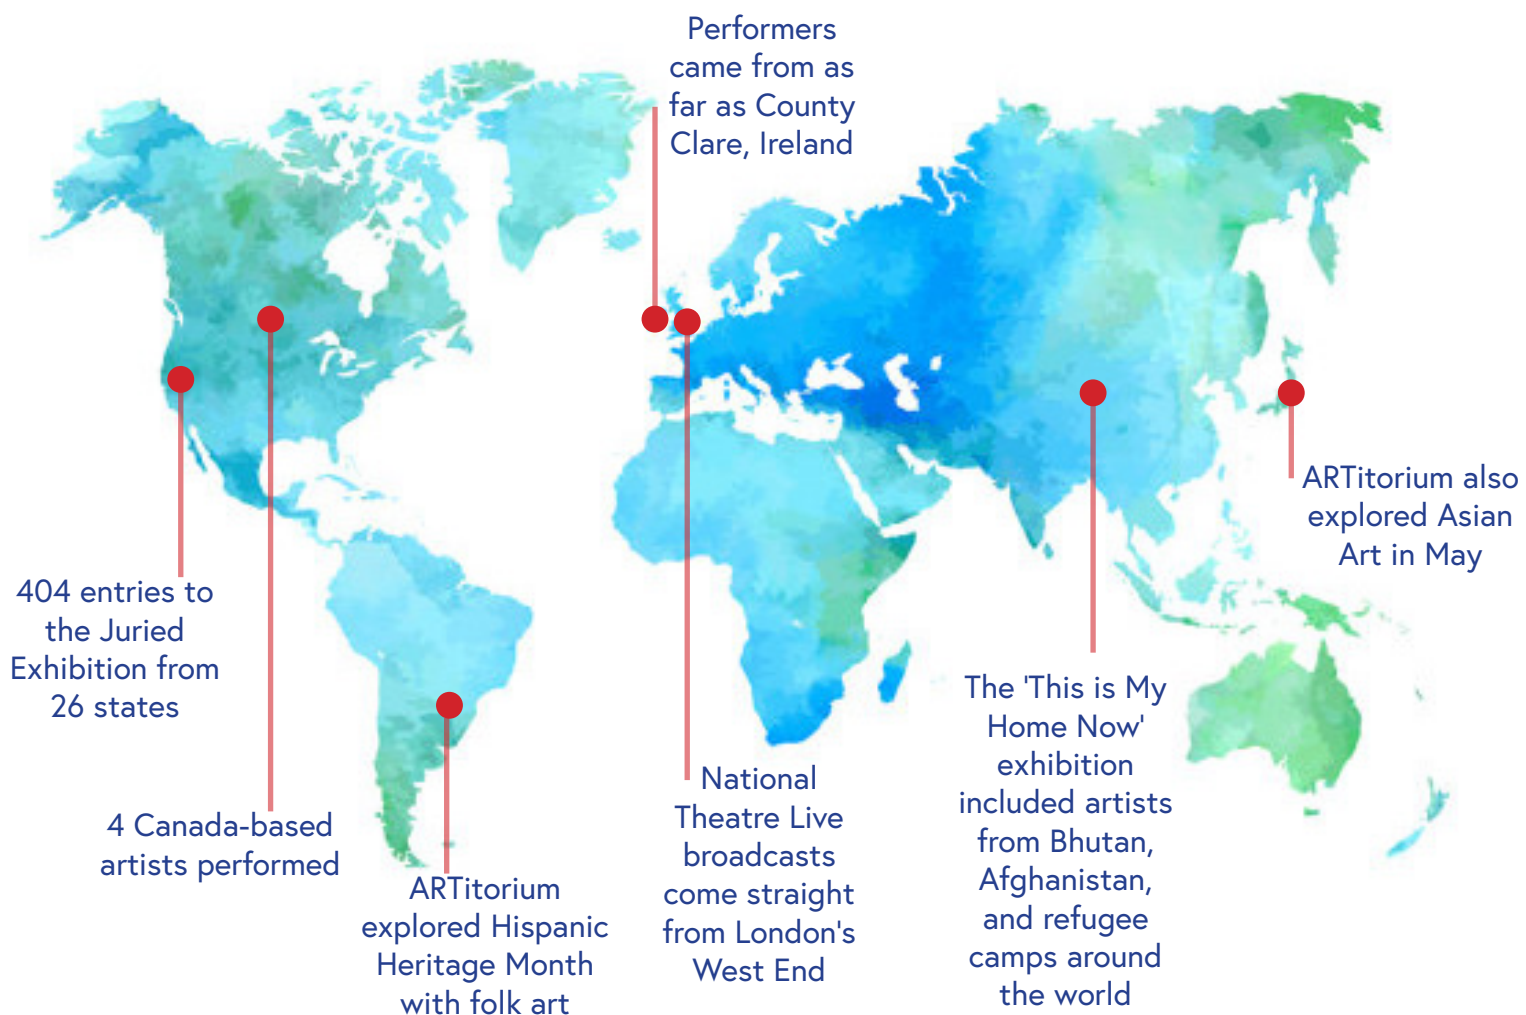 Performers
came from as
far as County
Clare, Ireland
404 entries to
the Juried
Exhibition from
26 states
4 Canada-based
artists performed
ARTitorium
explored Hispanic
Heritage Month
with folk art
National
Theatre Live
broadcasts
come straight
from London's
West End
The 'This is My
Home Now'
exhibition
included artists
from Bhutan,
Afghanistan,
and refugee
camps around
the world
ARTitorium also
explored Asian
Art in May